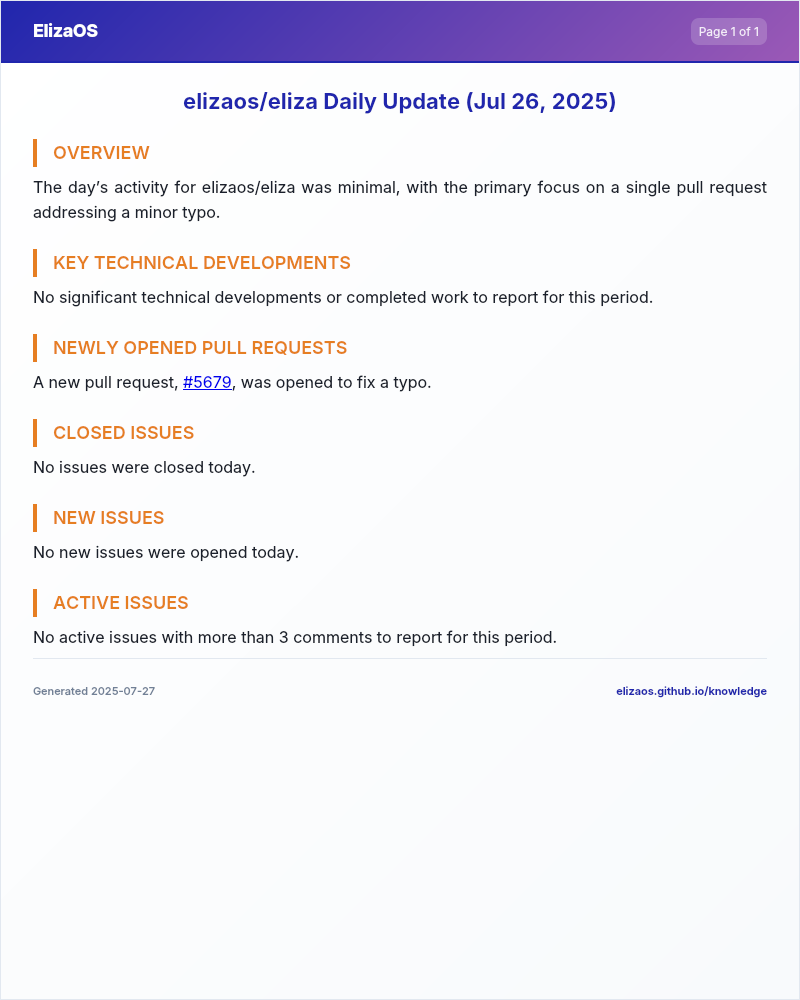 ElizaOS
Page 1 of 1
elizaos/eliza Daily Update (Jul 26, 2025)
OVERVIEW
The day’s activity for elizaos/eliza was minimal, with the primary focus on a single pull request
addressing a minor typo.
KEY TECHNICAL DEVELOPMENTS
No significant technical developments or completed work to report for this period.
NEWLY OPENED PULL REQUESTS
A new pull request, #5679, was opened to fix a typo.
CLOSED ISSUES
No issues were closed today.
NEW ISSUES
No new issues were opened today.
ACTIVE ISSUES
No active issues with more than 3 comments to report for this period.
Generated 2025-07-27
elizaos.github.io/knowledge